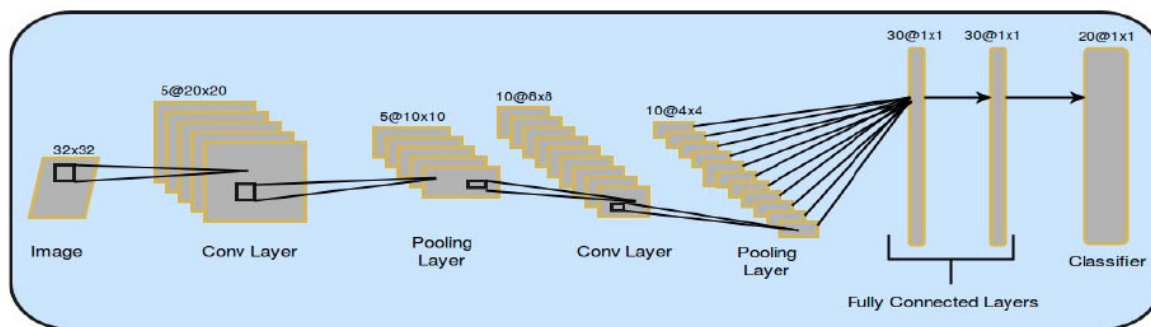 32x32
Image
5@20x20
Conv Layer
5@10x10
Pooling
Layer
10@8x8
Conv Layer
10@4x4
Pooling
Layer
30@1x1
30@1x1
Fully Connected Layers
20@1x1
Classifier